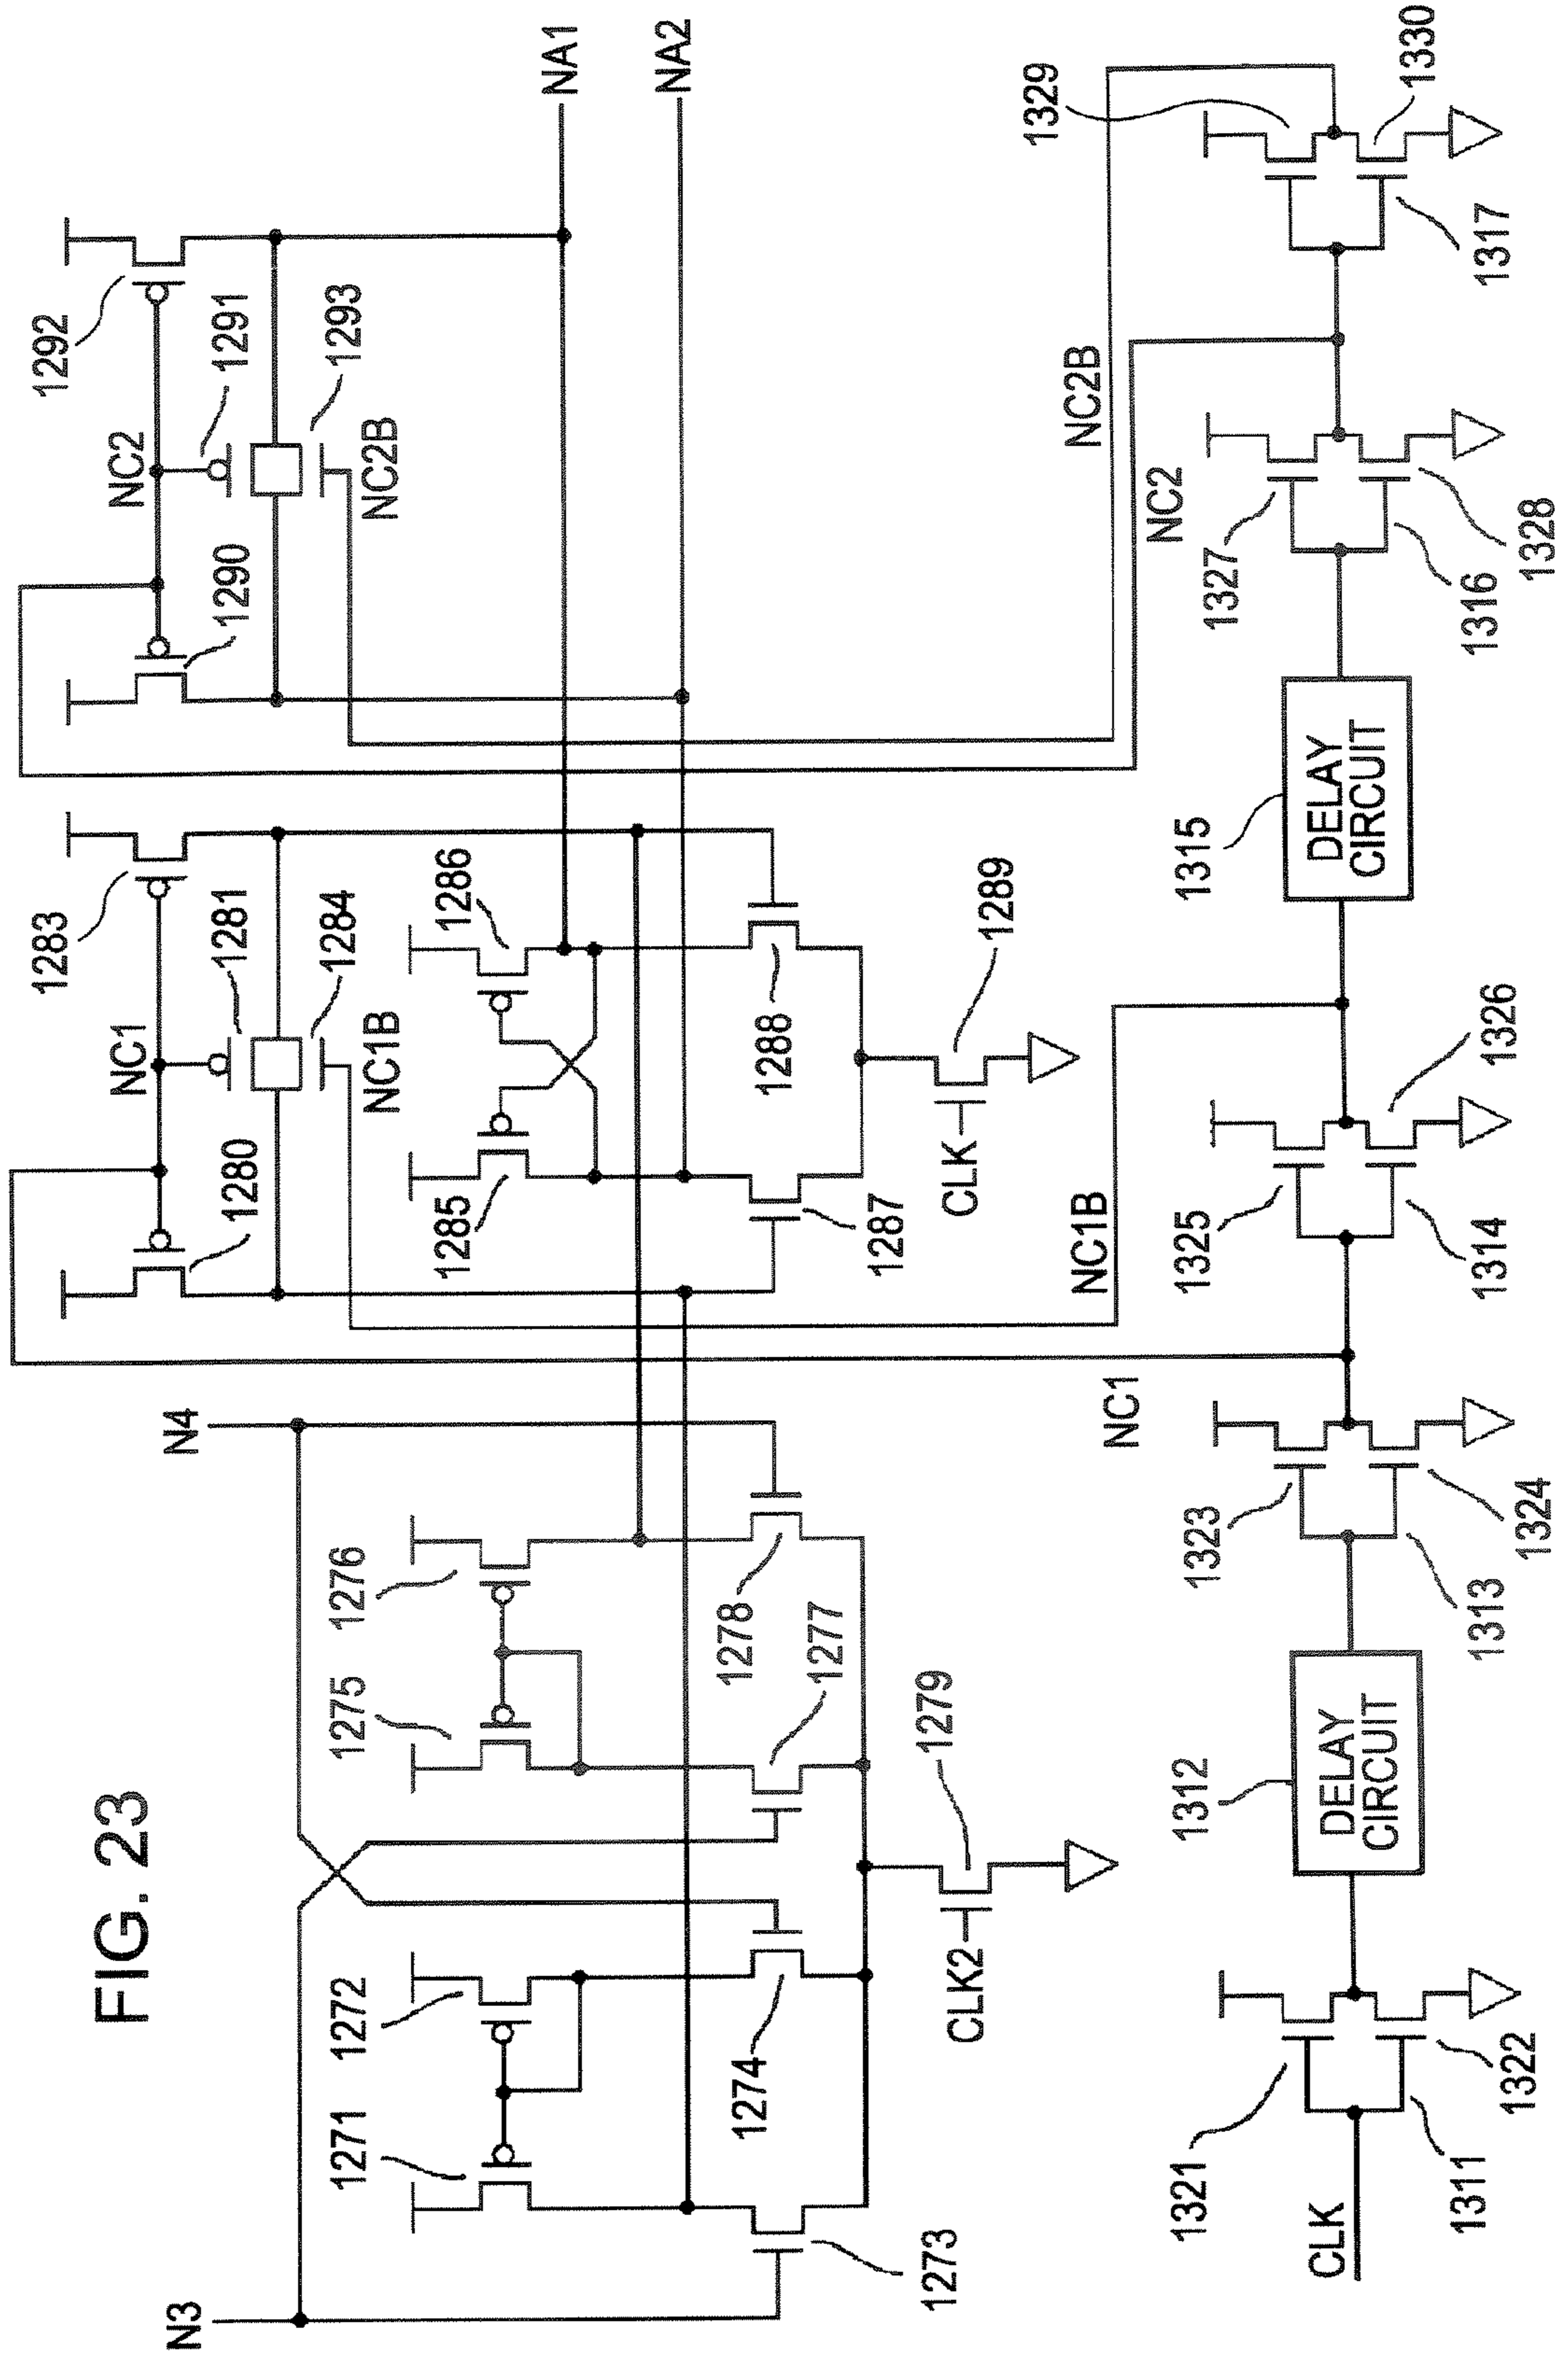 FIG. 23
N3
N4
1271
1272
1275
1276
1273
1274
1277
1278
CLK2
1279
NC1
1280
1281
1283
1284
NC1B
1285
1286
1287
1288
CLK
1289
NC2
1290
1291
1292
1293
NC2B
NA1
NA2
CLK
1321
1311
1322
1312
DELAY
CIRCUIT
1323
1313
1324
NC1
1325
1314
1326
NC1B
1315
DELAY
CIRCUIT
1327
1316
1328
NC2
NC2B
1329
1317
1330